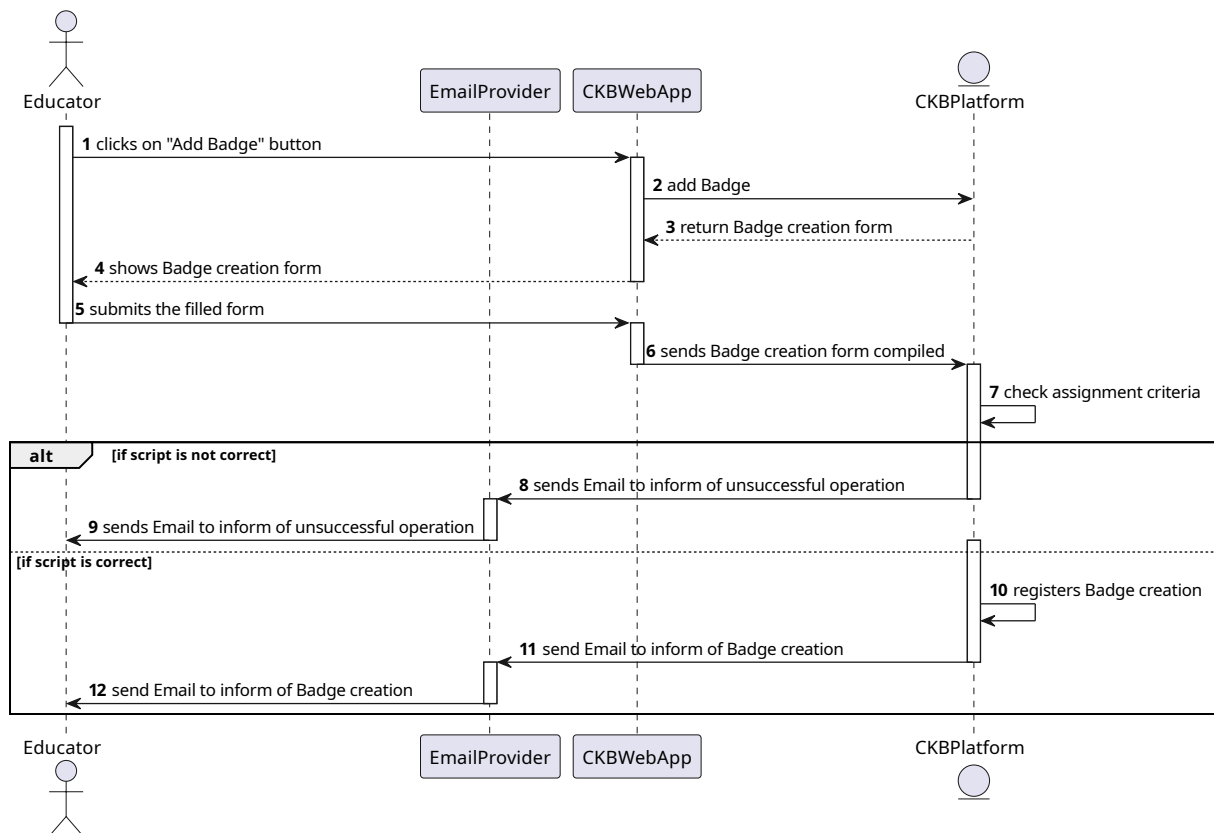 Educator
EmailProvider
CKBWebApp
CKBPlatform
1 clicks on "Add Badge" button
2 add Badge
3 return Badge creation form
4 shows Badge creation form
5 submits the filled form
6 sends Badge creation form compiled
7 check assignment criteria
alt [if script is not correct]
8 sends Email to inform of unsuccessful operation
9 sends Email to inform of unsuccessful operation
[if script is correct]
10 registers Badge creation
11 send Email to inform of Badge creation
12 send Email to inform of Badge creation
Educator
EmailProvider
CKBWebApp
CKBPlatform